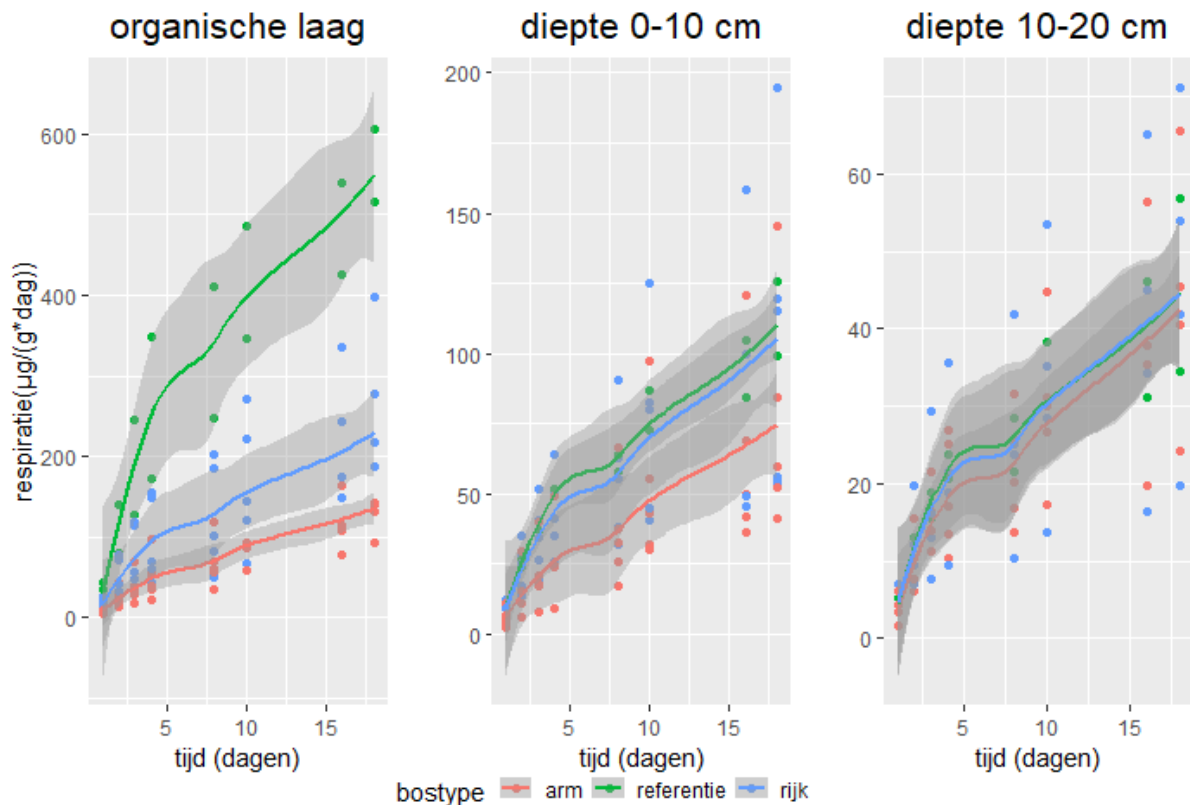 organische laag
diepte 0-10 cm
diepte 10-20 cm
respiratie(µg/(g*dag))
600
400
200
0
5
10
15
tijd (dagen)
200
150
100
50
0
5
10
15
tijd (dagen)
60
40
20
0
5
10
15
tijd (dagen)
bostype arm referentie rijk